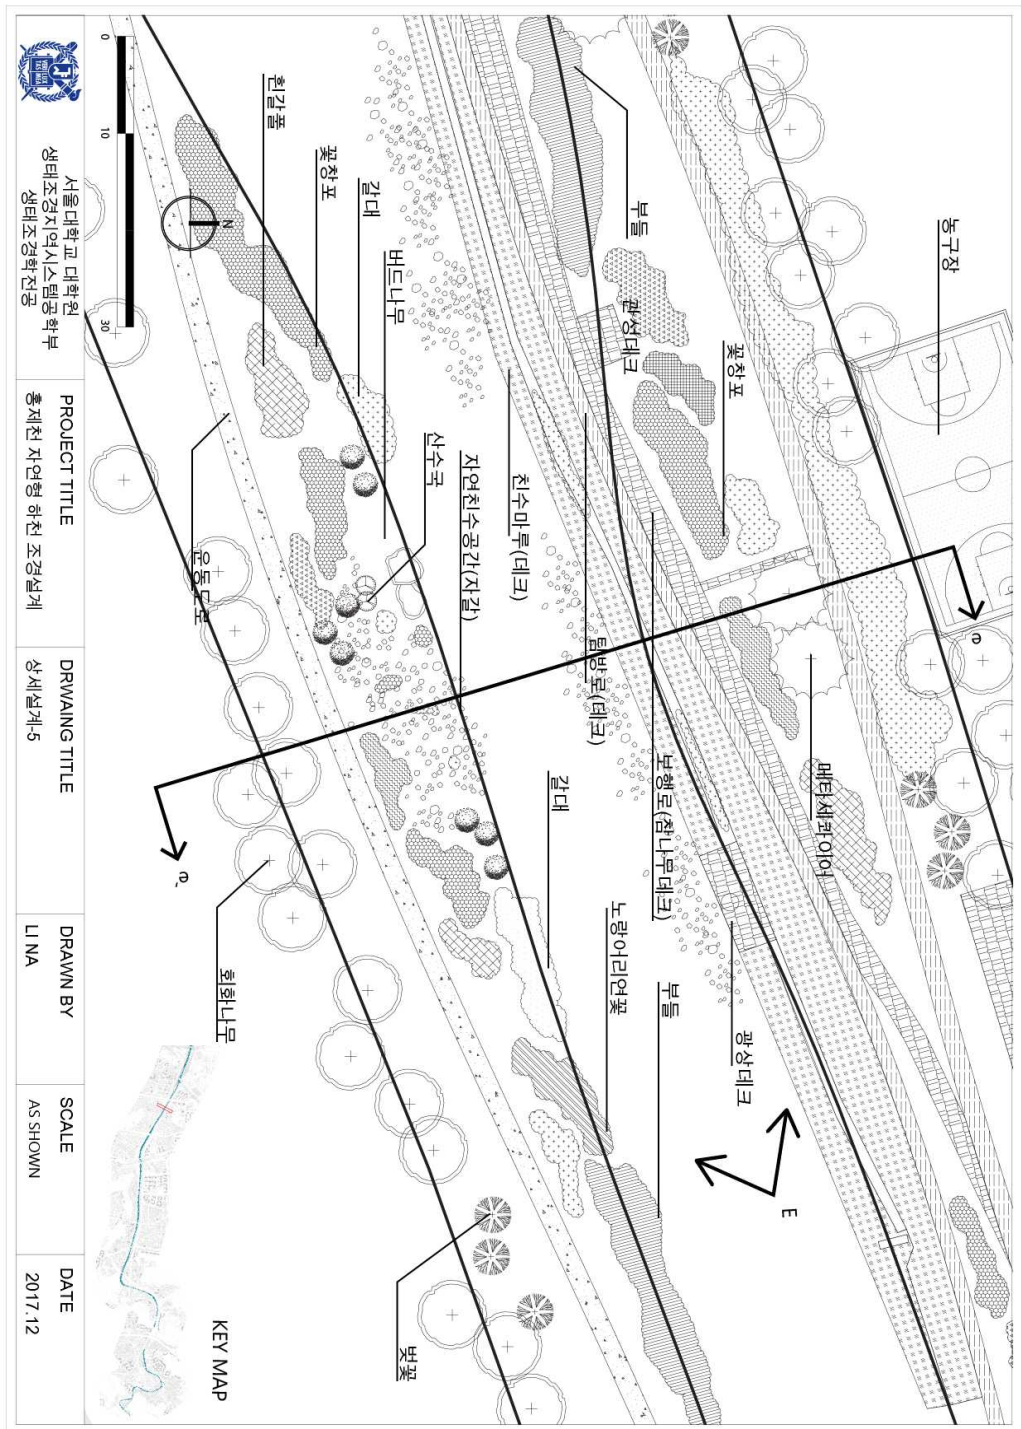 농구장
부들
관성데크
꽃창포
흰갈풀
꽃창포
갈대
버드나무
산수국
자연친수공간(자갈)
친수마루(데크)
탐방로(데크)
보행로(참나무데크)
메타세콰이어
운동도로
갈대
노랑어리연꽃
부들
광상데크
회화나무
벚꽃
e
e'
E
N
0
10
30
KEY MAP
서울대학교 대학원
생태조경지역시스템공학부
생태조경학전공
PROJECT TITLE
홍제천 자연형 하천 조경설계
DRWAING TITLE
상세설계-5
DRAWN BY
LI NA
SCALE
AS SHOWN
DATE
2017.12